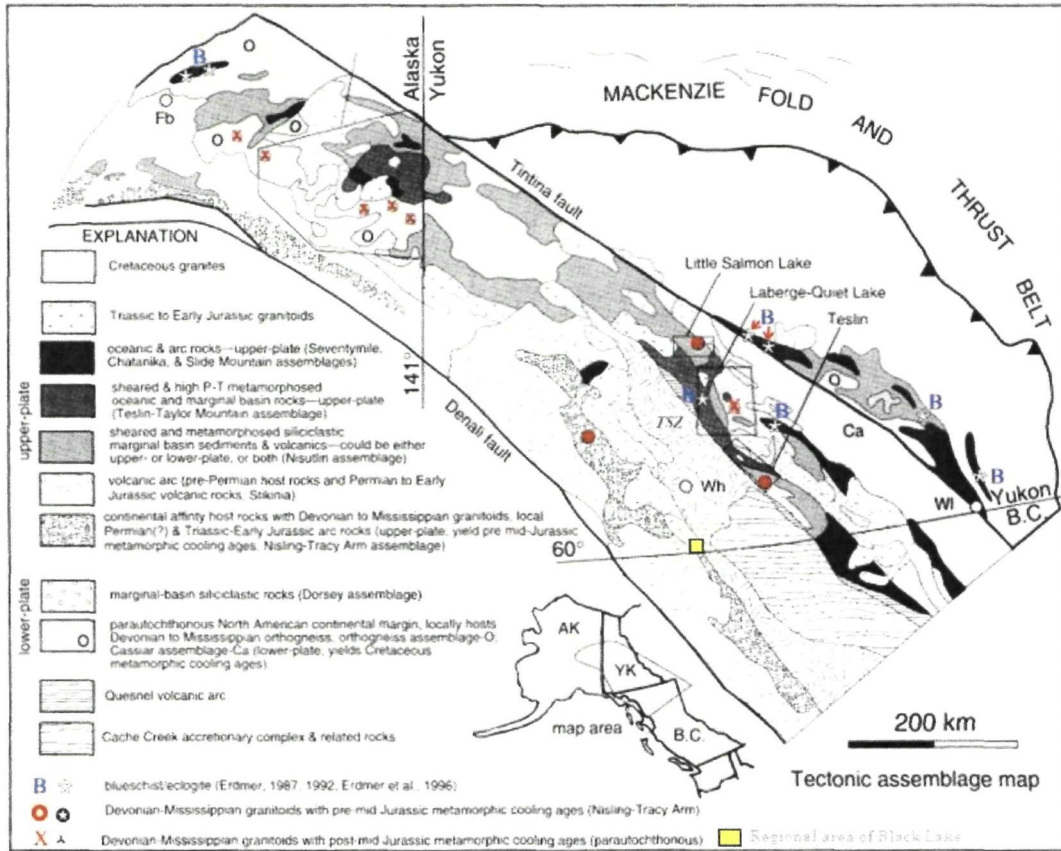 MACKENZIE FOLD AND THRUST BELT
Alaska
Yukon
B
O
Fb
O
O
X
X
X
X
X
O
Tintina fault
EXPLANATION
141°
Denali fault
Little Salmon Lake
Laberge-Quiet Lake
Teslin
B
B
TSZ
X
B
O
B
Ca
B
Wh
Wl
Yukon
B.C.
60°
upper-plate
Cretaceous granites
Triassic to Early Jurassic granitoids
oceanic & arc rocks—upper-plate (Seventymile,
Chatanika, & Slide Mountain assemblages)
sheared & high P-T metamorphosed
oceanic and marginal basin rocks—upper-plate
(Teslin-Taylor Mountain assemblage)
sheared and metamorphosed siliciclastic
marginal basin sediments & volcanics—could be either
upper- or lower-plate, or both (Nisutlin assemblage)
volcanic arc (pre-Permian host rocks and Permian to Early
Jurassic volcanic rocks, Stikinia)
continental affinity host rocks with Devonian to Mississippian granitoids, local
Permian(?) & Triassic-Early Jurassic arc rocks (upper-plate, yield pre mid-Jurassic
metamorphic cooling ages, Nisling-Tracy Arm assemblage)
lower-plate
marginal-basin siliciclastic rocks (Dorsey assemblage)
O
parautochthonous North American continental margin, locally hosts
Devonian to Mississippian orthogneiss, orthogneiss assemblage-O,
Cassiar assemblage-Ca (lower-plate, yields Cretaceous
metamorphic cooling ages)
Quesnel volcanic arc
Cache Creek accretionary complex & related rocks
AK
YK
B.C.
map area
200 km
Tectonic assemblage map
B blueschist/eclogite (Erdmer, 1987, 1992, Erdmer et al., 1996)
Devonian-Mississippian granitoids with pre-mid Jurassic metamorphic cooling ages (Nisling-Tracy Arm)
X Devonian-Mississippian granitoids with post-mid Jurassic metamorphic cooling ages (parautochthonous)
Regional area of Black Lake